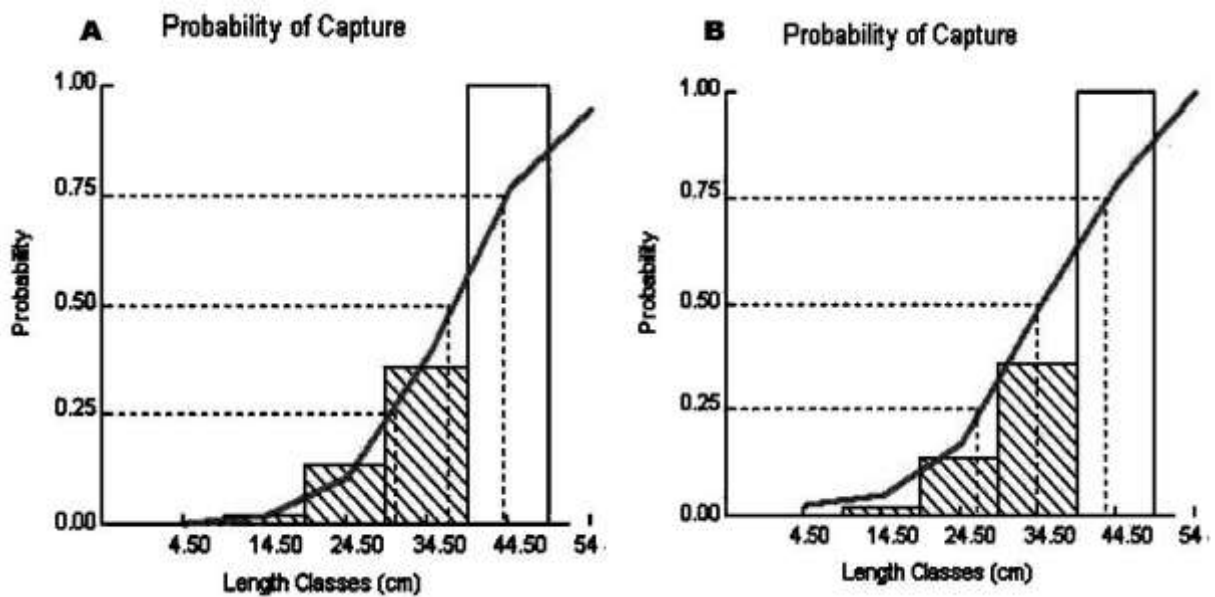 A Probability of Capture
1.00
0.75
0.50
0.25
0.00
Probability
4.50 14.50 24.50 34.50 44.50 54
Length Classes (cm)
B Probability of Capture
1.00
0.75
0.50
0.25
0.00
Probability
4.50 14.50 24.50 34.50 44.50 54
Length Classes (cm)